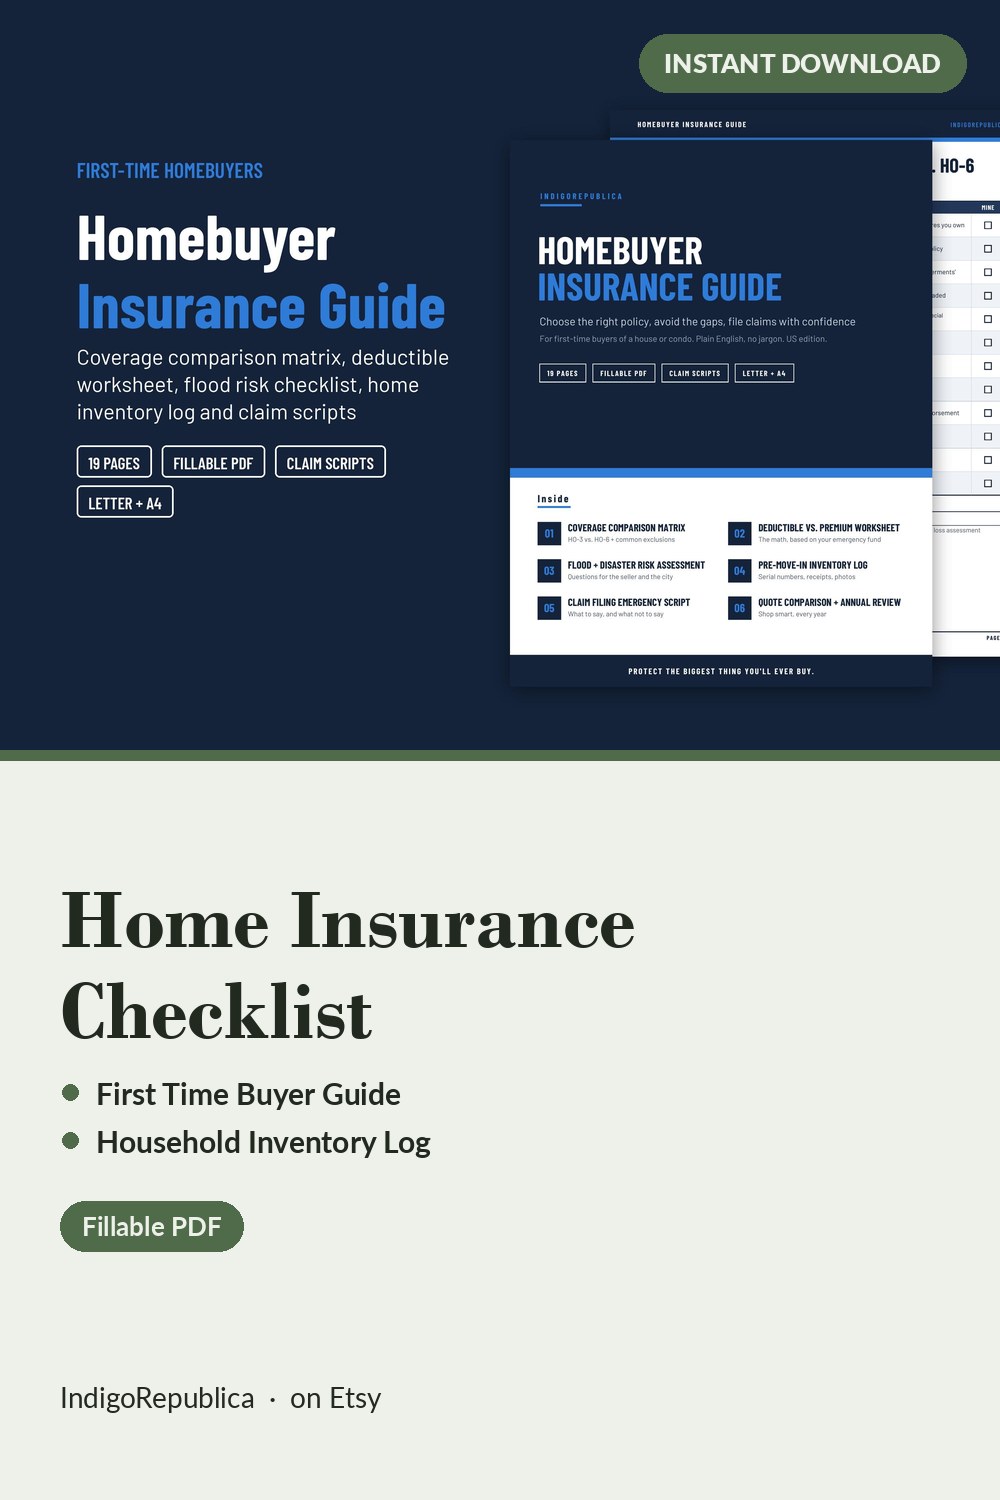 INSTANT DOWNLOAD
FIRST-TIME HOMEBUYERS
Homebuyer
Insurance Guide
Coverage comparison matrix, deductible
worksheet, flood risk checklist, home
inventory log and claim scripts
19 PAGES
FILLABLE PDF
CLAIM SCRIPTS
LETTER + A4
HOMEBUYER INSURANCE GUIDE
INDIGOREPUBLICA
HOMEBUYER
INSURANCE GUIDE
Choose the right policy, avoid the gaps, file claims with confidence
For first-time buyers of a house or condo. Plain English, no jargon. US edition.
19 PAGES
FILLABLE PDF
CLAIM SCRIPTS
LETTER + A4
Inside
01 COVERAGE COMPARISON MATRIX
HO-3 vs. HO-6 + common exclusions
02 DEDUCTIBLE VS. PREMIUM WORKSHEET
The math, based on your emergency fund
03 FLOOD + DISASTER RISK ASSESSMENT
Questions for the seller and the city
04 PRE-MOVE-IN INVENTORY LOG
Serial numbers, receipts, photos
05 CLAIM FILING EMERGENCY SCRIPT
What to say, and what not to say
06 QUOTE COMPARISON + ANNUAL REVIEW
Shop smart, every year
PROTECT THE BIGGEST THING YOU'LL EVER BUY.
. HO-6
MINE
you own
loss assessment
PAGE
Home Insurance
Checklist
First Time Buyer Guide
Household Inventory Log
Fillable PDF
IndigoRepublica · on Etsy